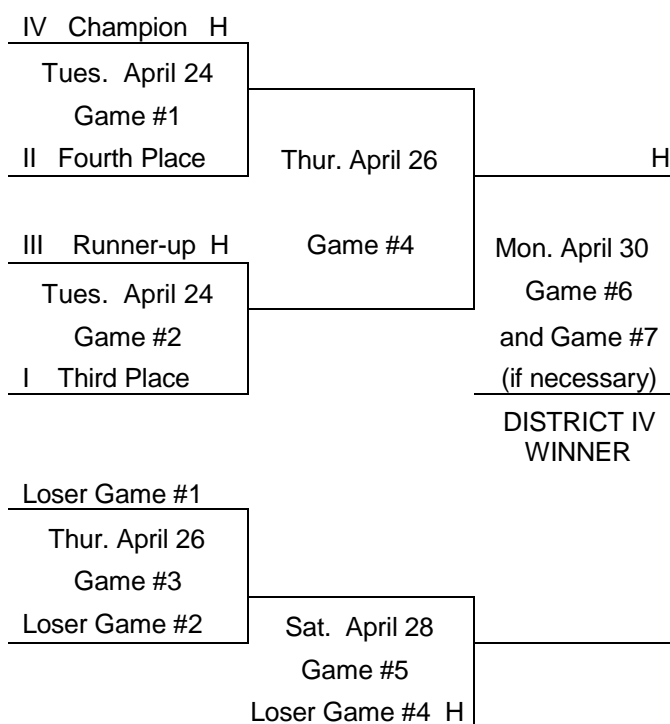 IV Champion H
Tues. April 24
Game #1
II Fourth Place
Thur. April 26
Game #4
H
III Runner-up H
Tues. April 24
Game #2
I Third Place
Mon. April 30
Game #6
and Game #7
(if necessary)
DISTRICT IV
WINNER
Loser Game #1
Thur. April 26
Game #3
Loser Game #2
Sat. April 28
Game #5
Loser Game #4 H